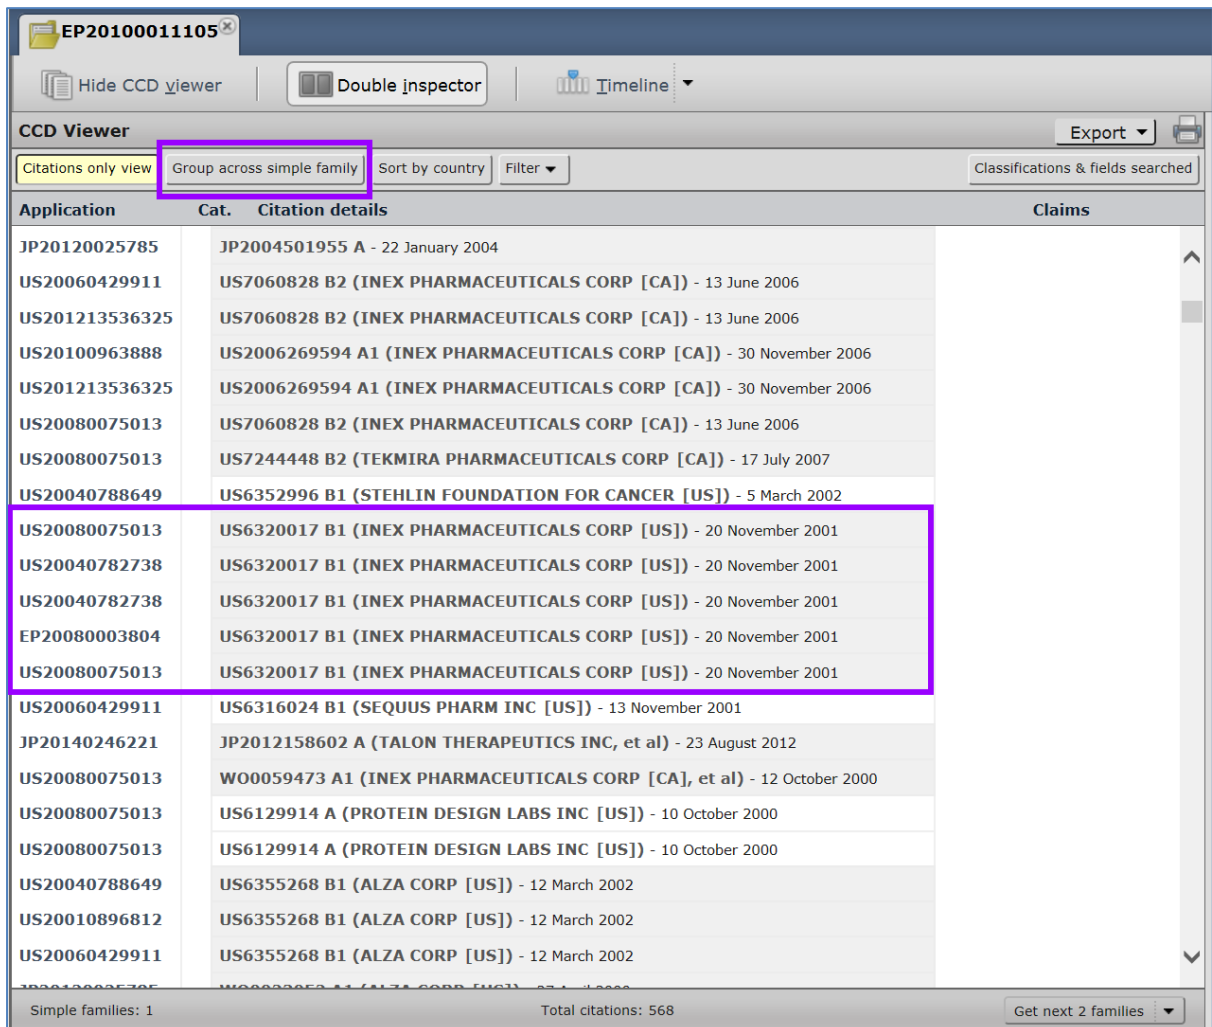 EP20100011105
Hide CCD viewer
Double inspector
Timeline
CCD Viewer
Export
Citations only view
Group across simple family
Sort by country
Filter
Classifications & fields searched
Application Cat. Citation details Claims
JP20120025785 JP2004501955 A - 22 January 2004
US20060429911 US7060828 B2 (INEX PHARMACEUTICALS CORP [CA]) - 13 June 2006
US201213536325 US7060828 B2 (INEX PHARMACEUTICALS CORP [CA]) - 13 June 2006
US20100963888 US2006269594 A1 (INEX PHARMACEUTICALS CORP [CA]) - 30 November 2006
US201213536325 US2006269594 A1 (INEX PHARMACEUTICALS CORP [CA]) - 30 November 2006
US20080075013 US7060828 B2 (INEX PHARMACEUTICALS CORP [CA]) - 13 June 2006
US20080075013 US7244448 B2 (TEKMIRA PHARMACEUTICALS CORP [CA]) - 17 July 2007
US20040788649 US6352996 B1 (STEHLIN FOUNDATION FOR CANCER [US]) - 5 March 2002
US20080075013 US6320017 B1 (INEX PHARMACEUTICALS CORP [US]) - 20 November 2001
US20040782738 US6320017 B1 (INEX PHARMACEUTICALS CORP [US]) - 20 November 2001
US20040782738 US6320017 B1 (INEX PHARMACEUTICALS CORP [US]) - 20 November 2001
EP20080003804 US6320017 B1 (INEX PHARMACEUTICALS CORP [US]) - 20 November 2001
US20080075013 US6320017 B1 (INEX PHARMACEUTICALS CORP [US]) - 20 November 2001
US20060429911 US6316024 B1 (SEQUUS PHARM INC [US]) - 13 November 2001
JP20140246221 JP2012158602 A (TALON THERAPEUTICS INC, et al) - 23 August 2012
US20080075013 WO0059473 A1 (INEX PHARMACEUTICALS CORP [CA], et al) - 12 October 2000
US20080075013 US6129914 A (PROTEIN DESIGN LABS INC [US]) - 10 October 2000
US20080075013 US6129914 A (PROTEIN DESIGN LABS INC [US]) - 10 October 2000
US20040788649 US6355268 B1 (ALZA CORP [US]) - 12 March 2002
US20010896812 US6355268 B1 (ALZA CORP [US]) - 12 March 2002
US20060429911 US6355268 B1 (ALZA CORP [US]) - 12 March 2002
Simple families: 1
Total citations: 568
Get next 2 families